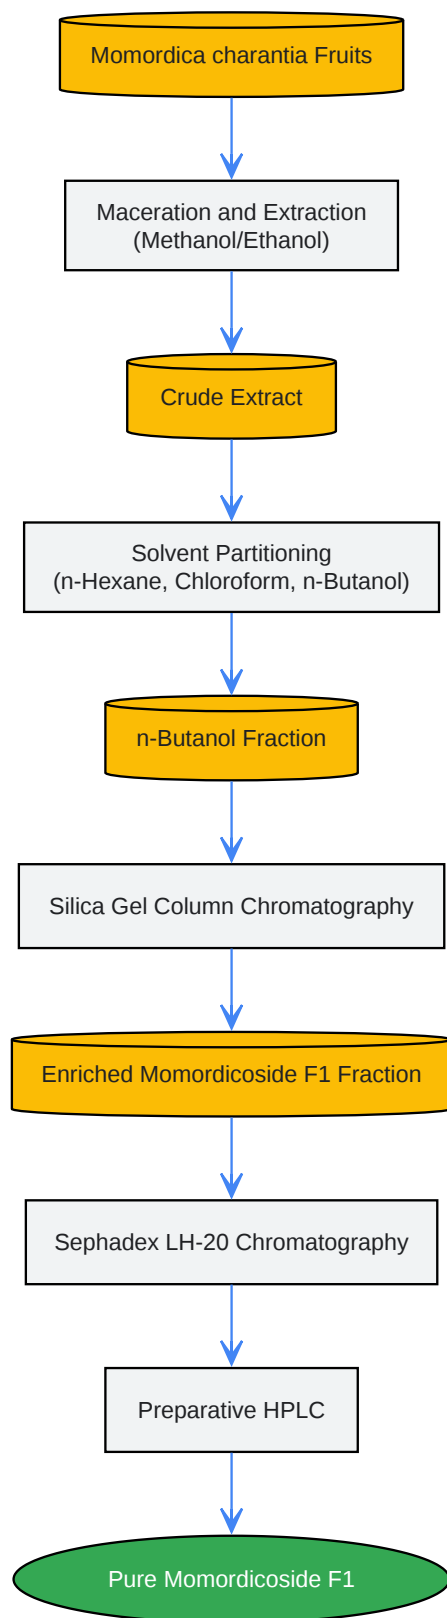 Momordica charantia Fruits
Maceration and Extraction
(Methanol/Ethanol)
Crude Extract
Solvent Partitioning
(n-Hexane, Chloroform, n-Butanol)
n-Butanol Fraction
Silica Gel Column Chromatography
Enriched Momordicoside F1 Fraction
Sephadex LH-20 Chromatography
Preparative HPLC
Pure Momordicoside F1